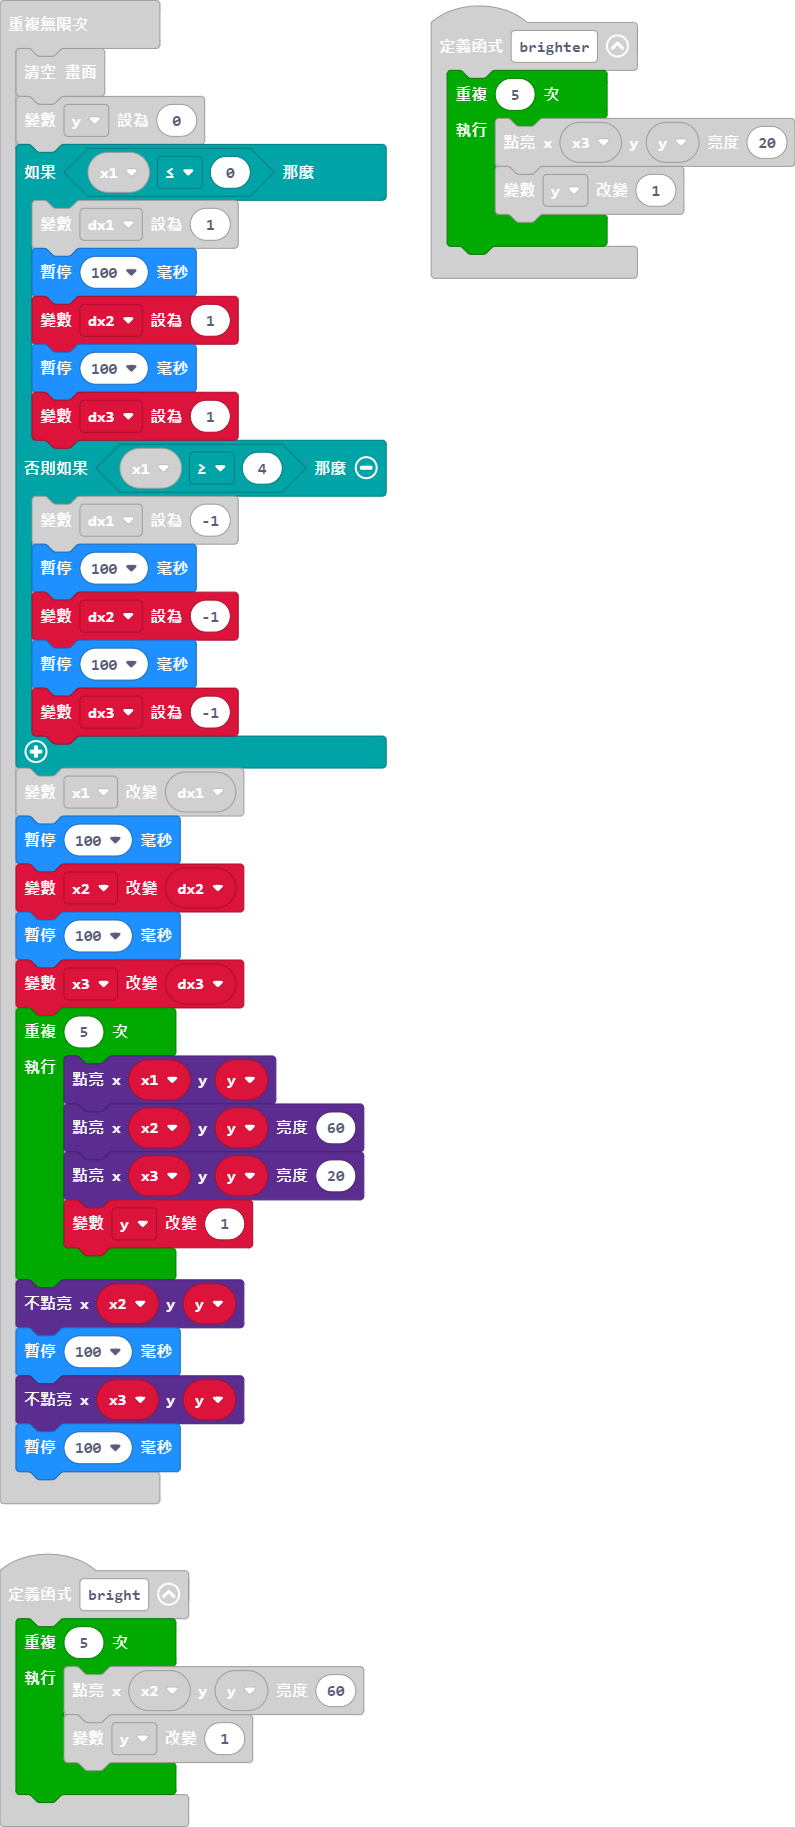 重複無限次
清空 畫面
變數 y 設為 0
如果 x1 ≤ 0 那麼
變數 dx1 設為 1
暫停 100 毫秒
變數 dx2 設為 1
暫停 100 毫秒
變數 dx3 設為 1
否則如果 x1 ≥ 4 那麼
變數 dx1 設為 -1
暫停 100 毫秒
變數 dx2 設為 -1
暫停 100 毫秒
變數 dx3 設為 -1
變數 x1 改變 dx1
暫停 100 毫秒
變數 x2 改變 dx2
暫停 100 毫秒
變數 x3 改變 dx3
重複 5 次
執行
點亮 x x1 y y
點亮 x x2 y y 亮度 60
點亮 x x3 y y 亮度 20
變數 y 改變 1
不點亮 x x2 y y
暫停 100 毫秒
不點亮 x x3 y y
暫停 100 毫秒
定義函式 brighter
重複 5 次
執行
點亮 x x3 y y 亮度 20
變數 y 改變 1
定義函式 bright
重複 5 次
執行
點亮 x x2 y y 亮度 60
變數 y 改變 1